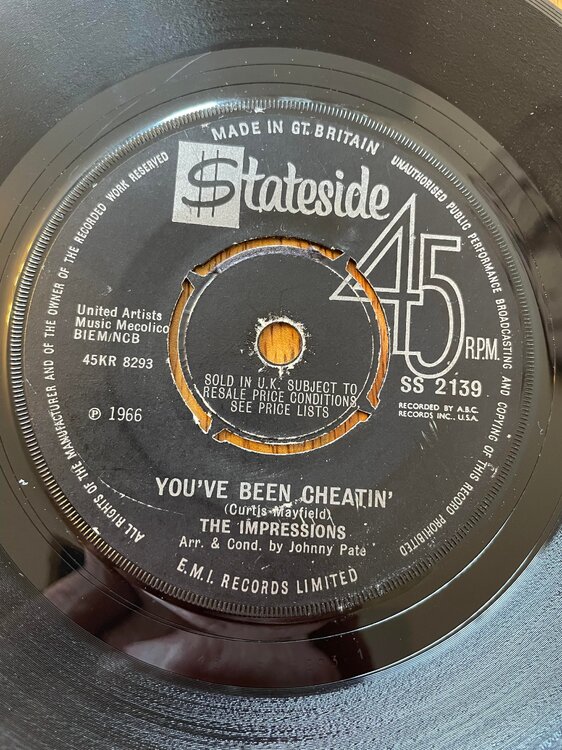 MADE IN GT. BRITAIN
UNAUTHORISED PUBLIC PERFORMANCE BROADCASTING AND COPYING OF THIS RECORD PROHIBITED
ALL RIGHTS OF THE MANUFACTURER AND OF THE OWNER OF THE RECORDED WORK RESERVED
$tateside
45 R.P.M.
United Artists
Music Mecolico
BIEM/NCB
45KR 8293
℗ 1966
SOLD IN U.K. SUBJECT TO
RESALE PRICE CONDITIONS,
SEE PRICE LISTS
SS 2139
RECORDED BY A.B.C.
RECORDS INC., U.S.A.
YOU'VE BEEN CHEATIN'
(Curtis Mayfield)
THE IMPRESSIONS
Arr. & Cond. by Johnny Pate
E.M.I. RECORDS LIMITED